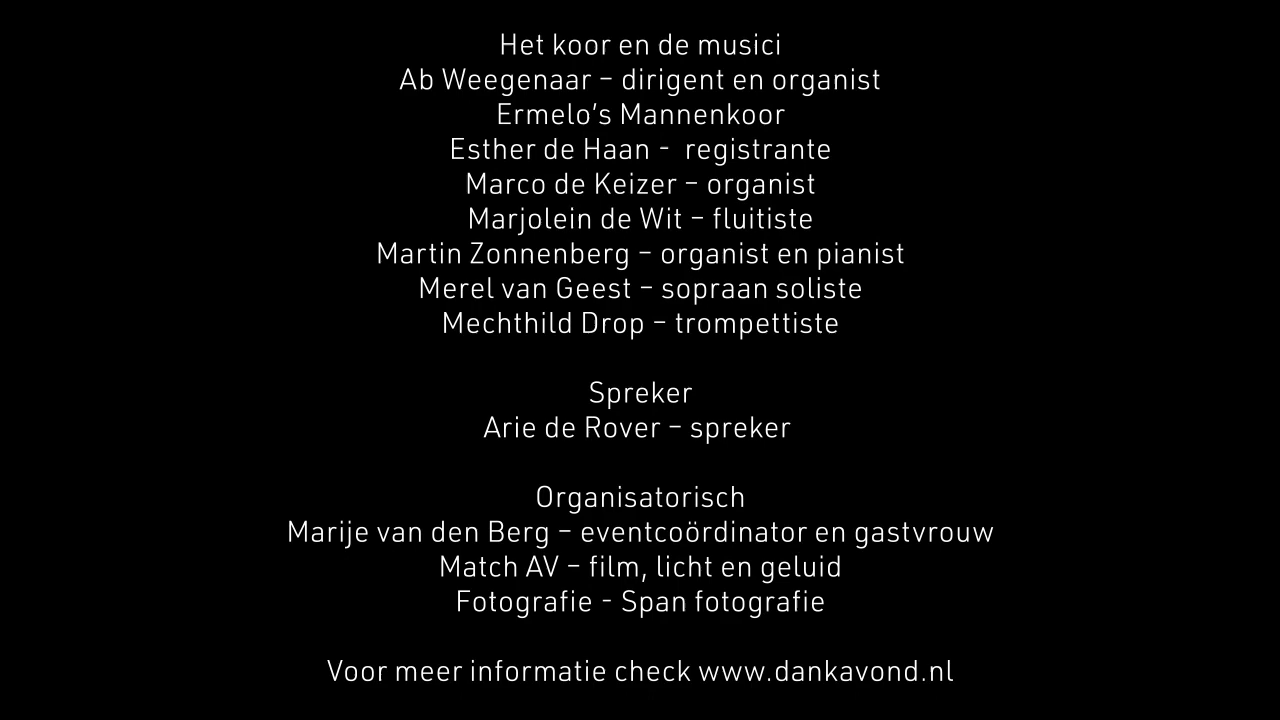 Het koor en de musici
Ab Weegenaar – dirigent en organist
Ermelo’s Mannenkoor
Esther de Haan -  registrante
Marco de Keizer – organist
Marjolein de Wit – fluitiste
Martin Zonnenberg – organist en pianist
Merel van Geest – sopraan soliste
Mechthild Drop – trompettiste
Spreker
Arie de Rover – spreker
Organisatorisch
Marije van den Berg – eventcoördinator en gastvrouw
Match AV – film, licht en geluid
Fotografie - Span fotografie
Voor meer informatie check www.dankavond.nl